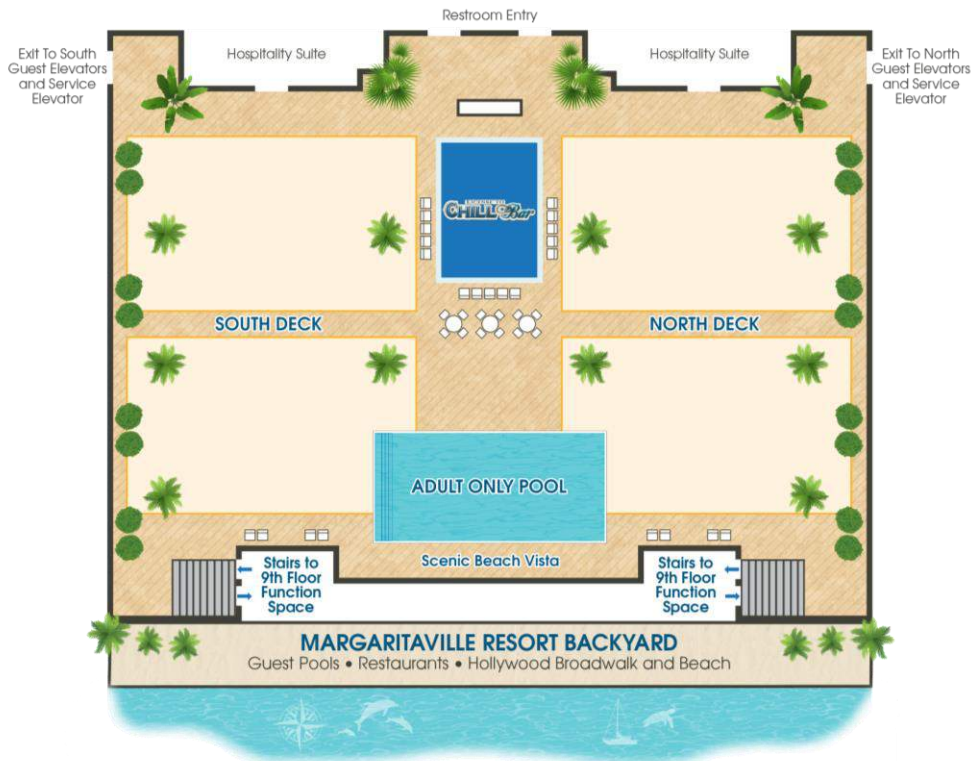 Restroom Entry
Exit To South
Guest Elevators
and Service
Elevator
Hospitality Suite
Hospitality Suite
Exit To North
Guest Elevators
and Service
Elevator
LICENSE TO
CHILL Bar
SOUTH DECK
NORTH DECK
ADULT ONLY POOL
Scenic Beach Vista
Stairs to
9th Floor
Function
Space
Stairs to
9th Floor
Function
Space
MARGARITAVILLE RESORT BACKYARD
Guest Pools • Restaurants • Hollywood Broadwalk and Beach